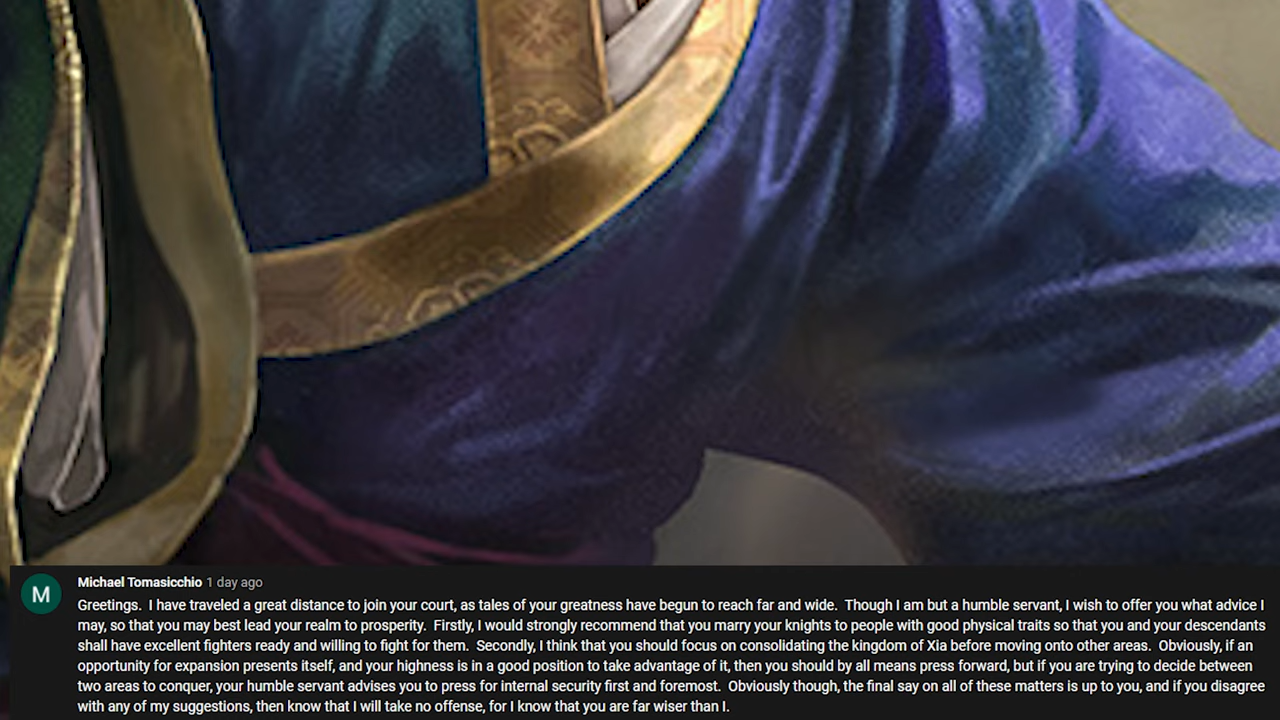 M
Michael Tomasicchio 1 day ago
Greetings.  I have traveled a great distance to join your court, as tales of your greatness have begun to reach far and wide.  Though I am but a humble servant, I wish to offer you what advice I
may, so that you may best lead your realm to prosperity.  Firstly, I would strongly recommend that you marry your knights to people with good physical traits so that you and your descendants
shall have excellent fighters ready and willing to fight for them.  Secondly, I think that you should focus on consolidating the kingdom of Xia before moving onto other areas.  Obviously, if an
opportunity for expansion presents itself, and your highness is in a good position to take advantage of it, then you should by all means press forward, but if you are trying to decide between
two areas to conquer, your humble servant advises you to press for internal security first and foremost.  Obviously though, the final say on all of these matters is up to you, and if you disagree
with any of my suggestions, then know that I will take no offense, for I know that you are far wiser than I.